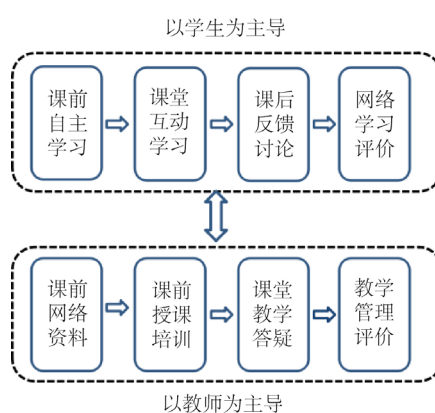 以学生为主导
课前
自主
学习
课堂
互动
学习
课后
反馈
讨论
网络
学习
评价
课前
网络
资料
课前
授课
培训
课堂
教学
答疑
教学
管理
评价
以教师为主导